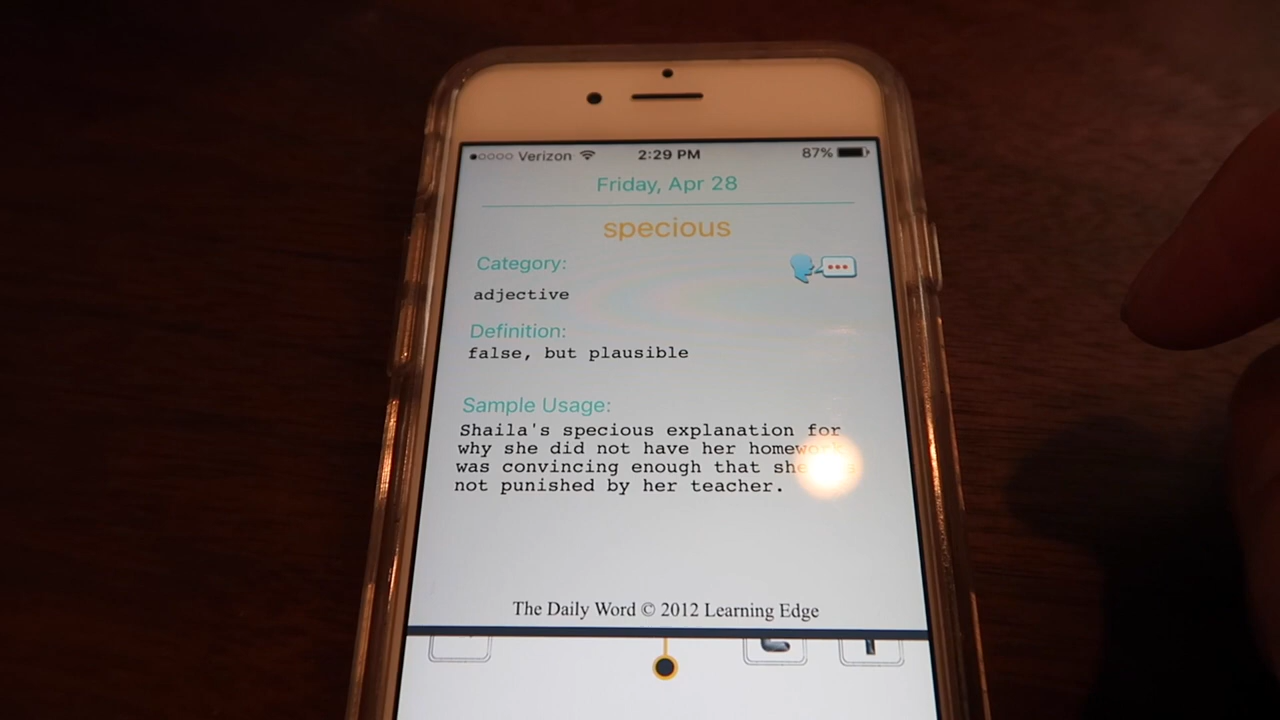 Verizon 2:29 PM 87%
Friday, Apr 28
specious
Category:
adjective
Definition:
false, but plausible
Sample Usage:
Shaila's specious explanation for
why she did not have her homework
was convincing enough that she
not punished by her teacher.
The Daily Word © 2012 Learning Edge